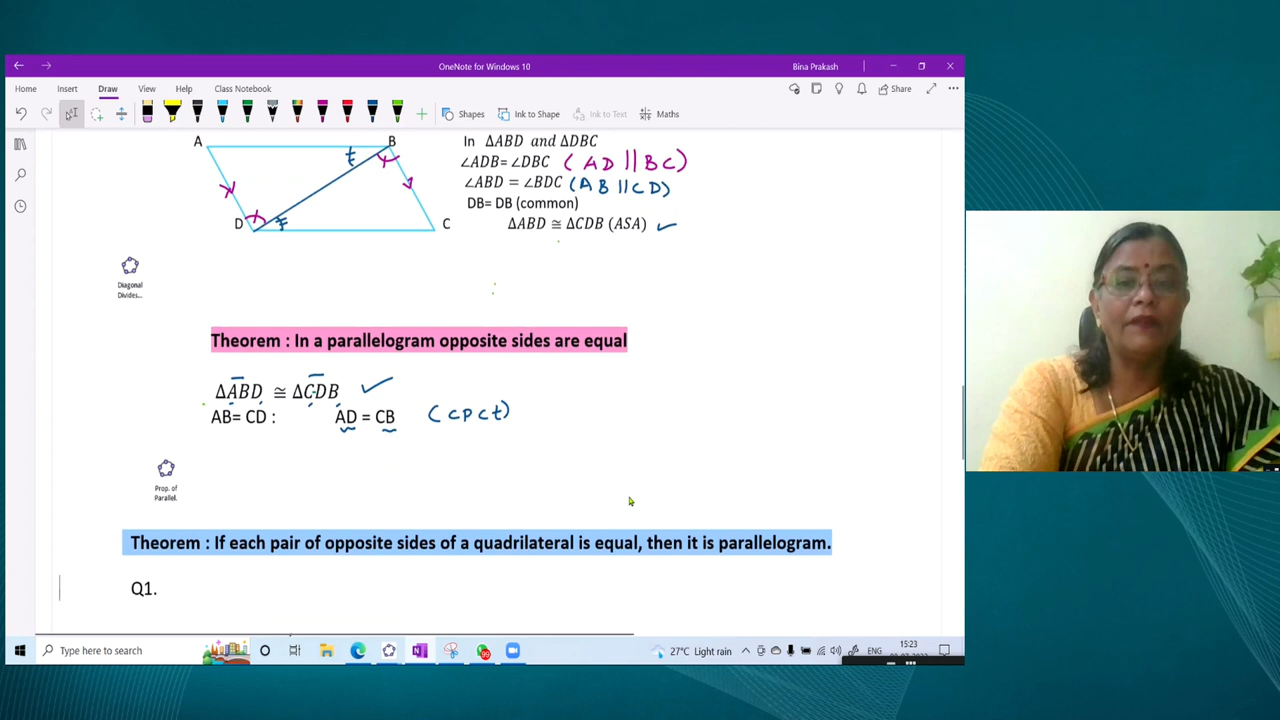 OneNote for Windows 10
Bina Prakash
Home Insert Draw View Help Class Notebook
Share
Shapes Ink to Shape Ink to Text Maths
A B
In ΔABD and ΔDBC
∠ADB= ∠DBC (AD || BC)
∠ABD = ∠BDC (AB || CD)
DB= DB (common)
D C
ΔABD ≅ ΔCDB (ASA) ✓
Diagonal
Divides...
Theorem : In a parallelogram opposite sides are equal
ΔABD ≅ ΔCDB ✓
AB= CD : AD = CB (cpct)
Prop. of
Parallel.
Theorem : If each pair of opposite sides of a quadrilateral is equal, then it is parallelogram.
Q1.
Type here to search
99
27°C Light rain
ENG
15:23